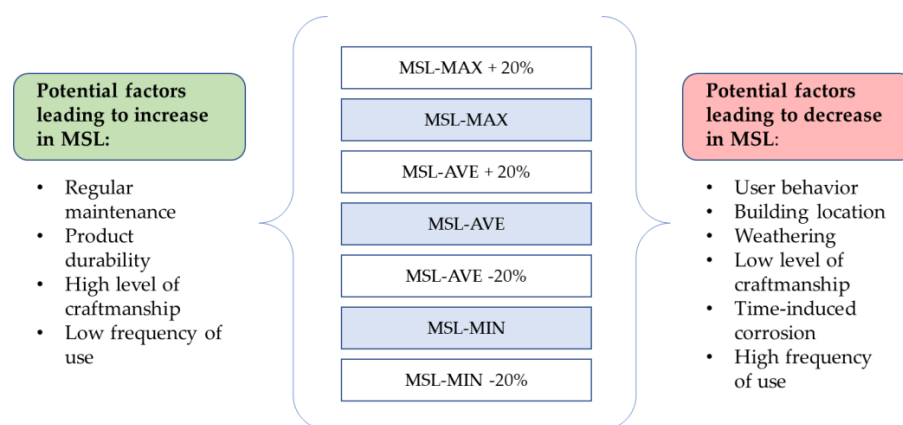 Potential factors
leading to increase
in MSL:
• Regular
maintenance
• Product
durability
• High level of
craftmanship
• Low frequency of
use
MSL-MAX + 20%
MSL-MAX
MSL-AVE + 20%
MSL-AVE
MSL-AVE -20%
MSL-MIN
MSL-MIN -20%
Potential factors
leading to decrease
in MSL:
• User behavior
• Building location
• Weathering
• Low level of
craftmanship
• Time-induced
corrosion
• High frequency
of use